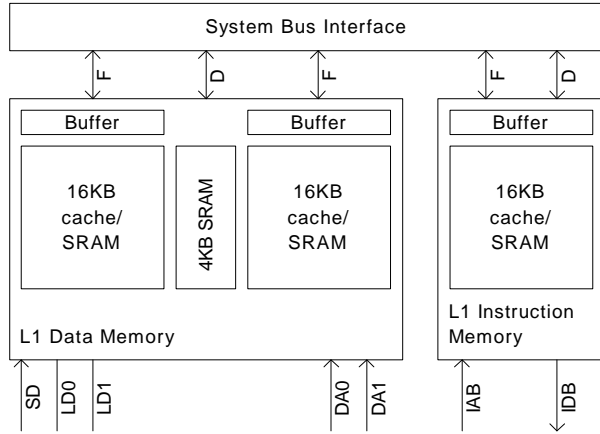 System Bus Interface
F
D
F
F
D
Buffer
Buffer
Buffer
16KB
cache/
SRAM
4KB SRAM
16KB
cache/
SRAM
16KB
cache/
SRAM
L1 Data Memory
L1 Instruction
Memory
SD
LD0
LD1
DA0
DA1
IAB
IDB